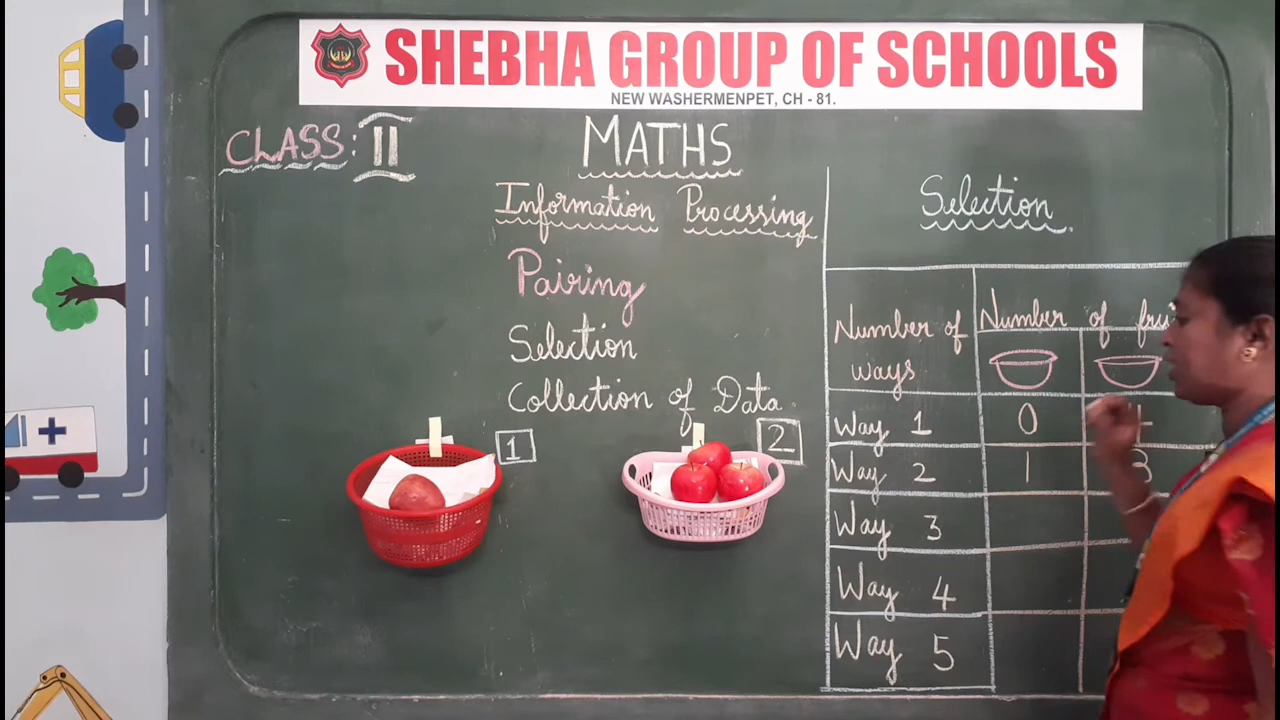 SHEBHA GROUP OF SCHOOLS
NEW WASHERMENPET, CH - 81.
CLASS: II
MATHS
Information Processing
Pairing
Selection
Collection of Data.
1
2
Selection
Number of ways
Number of
Way 1 0
Way 2 1 3
Way 3
Way 4
Way 5